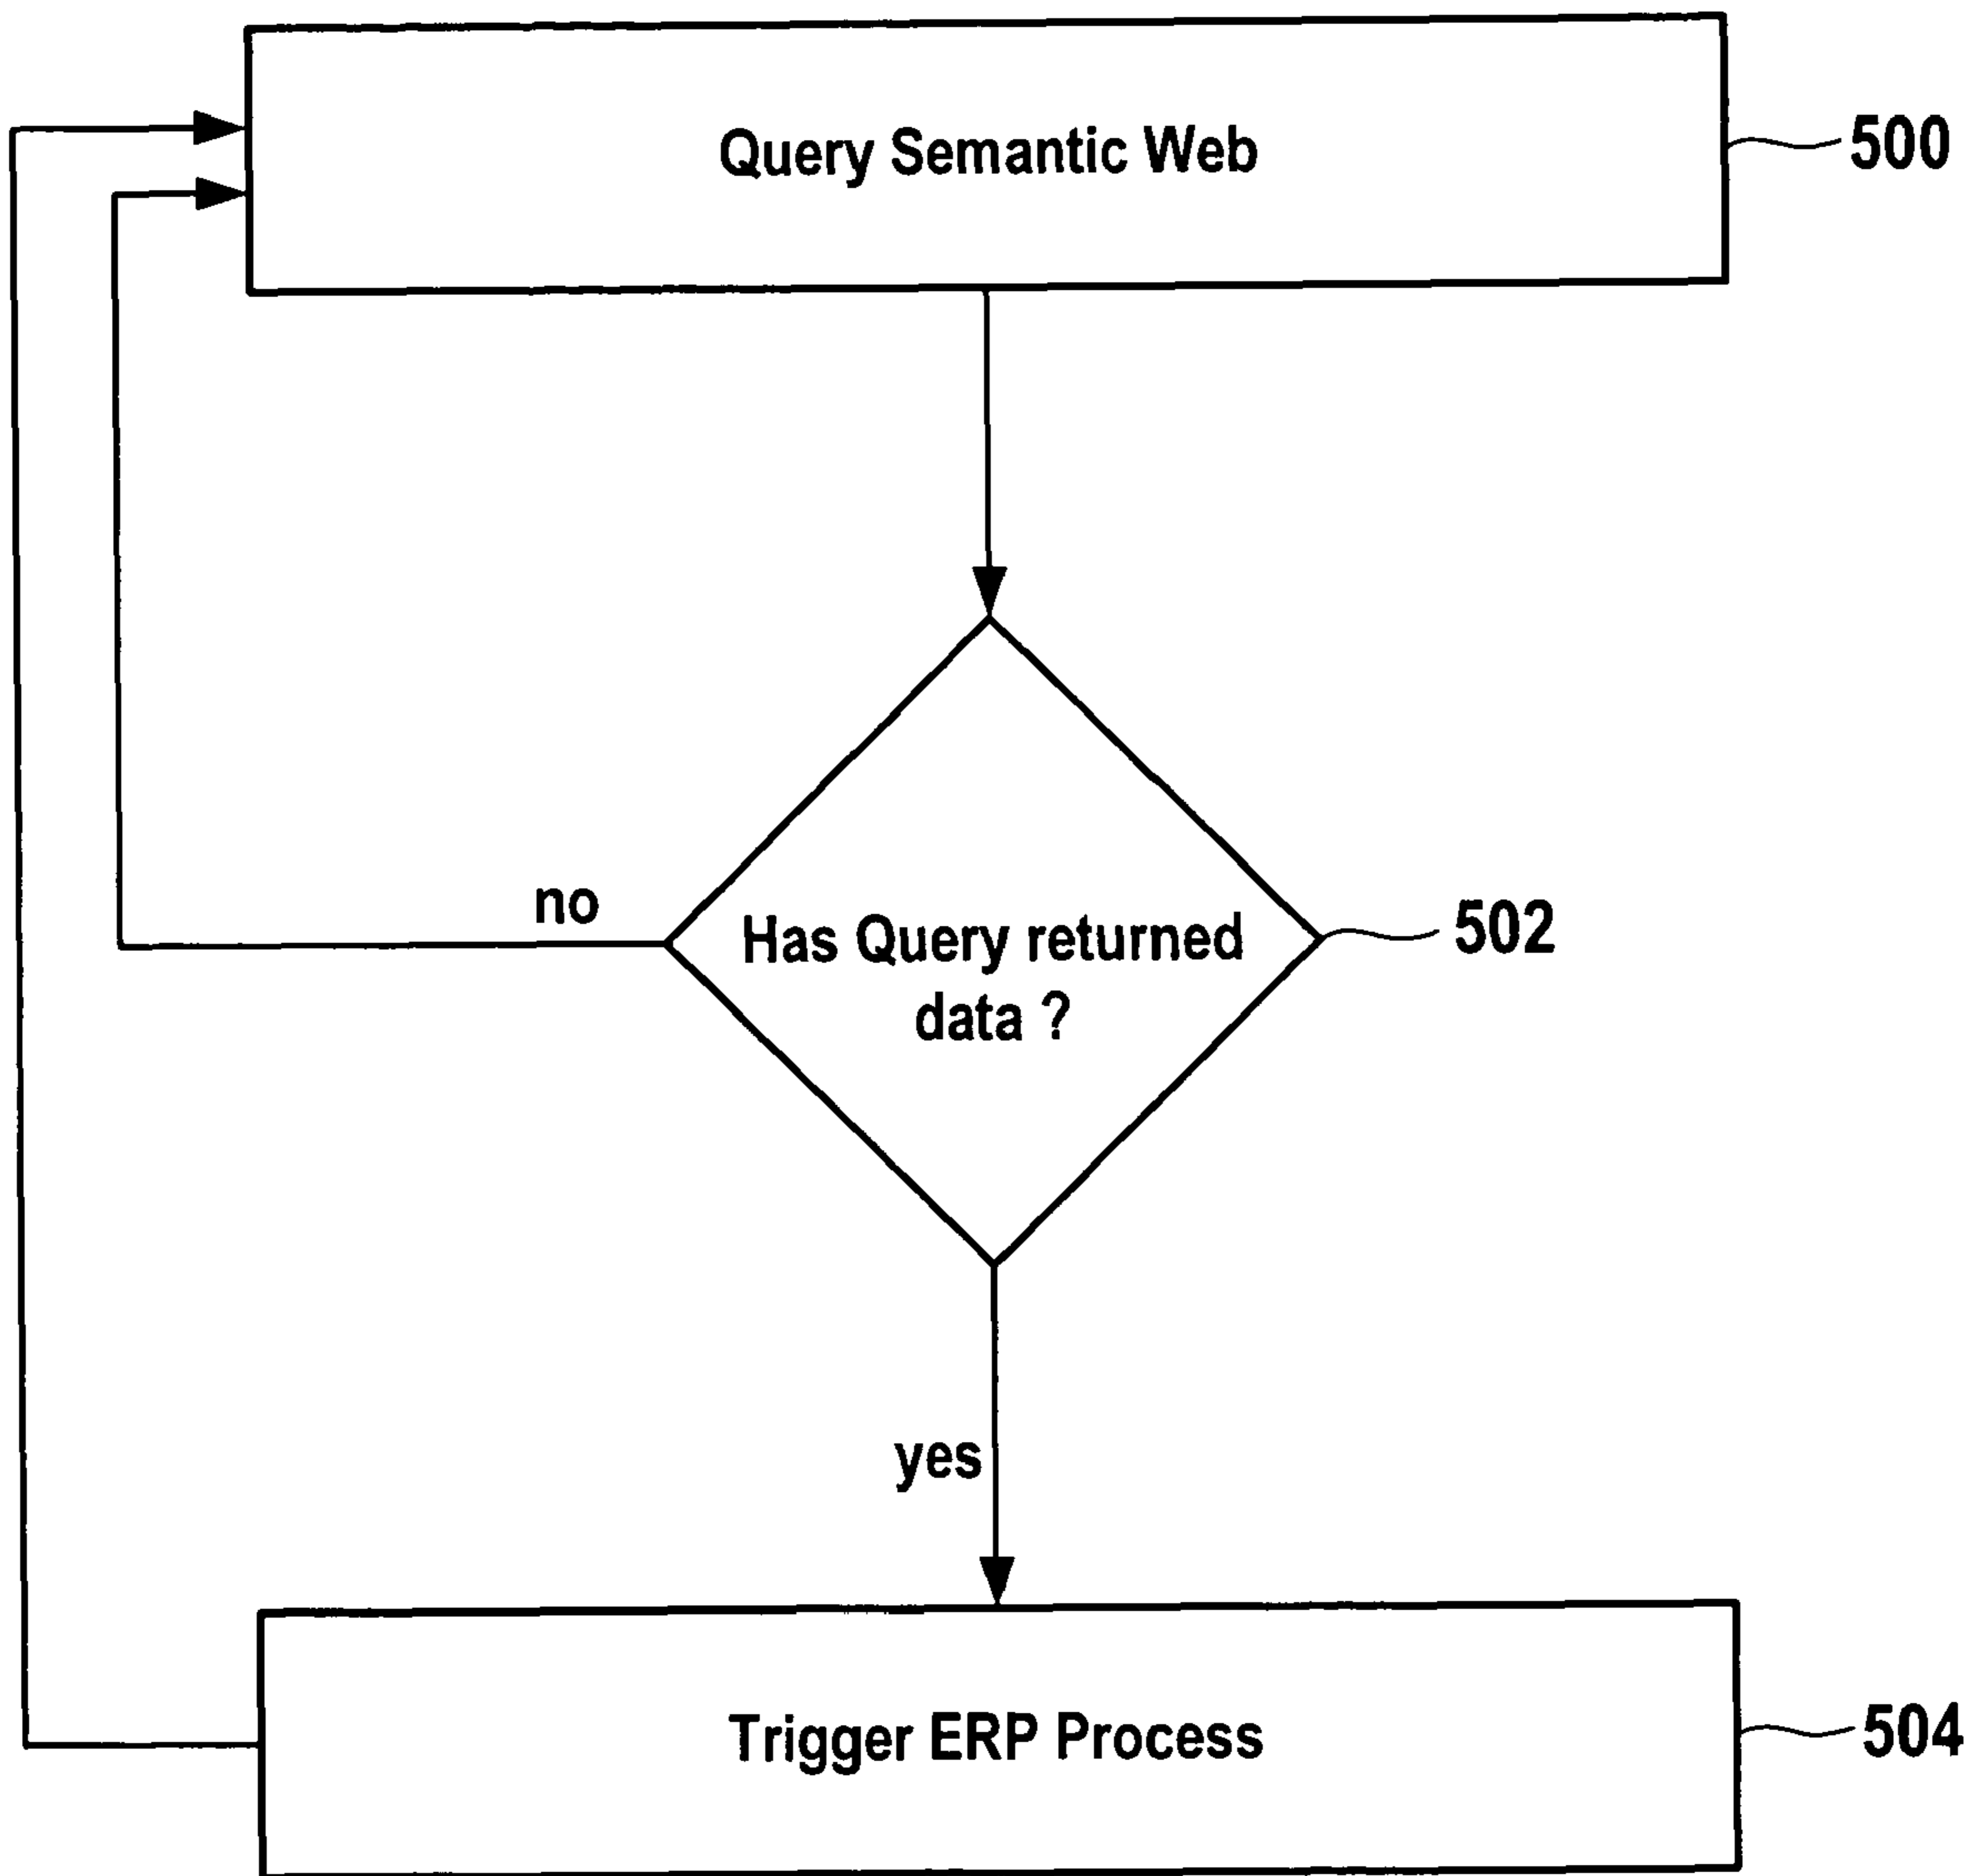 Query Semantic Web
500
no
Has Query returned
data ?
502
yes
Trigger ERP Process
504